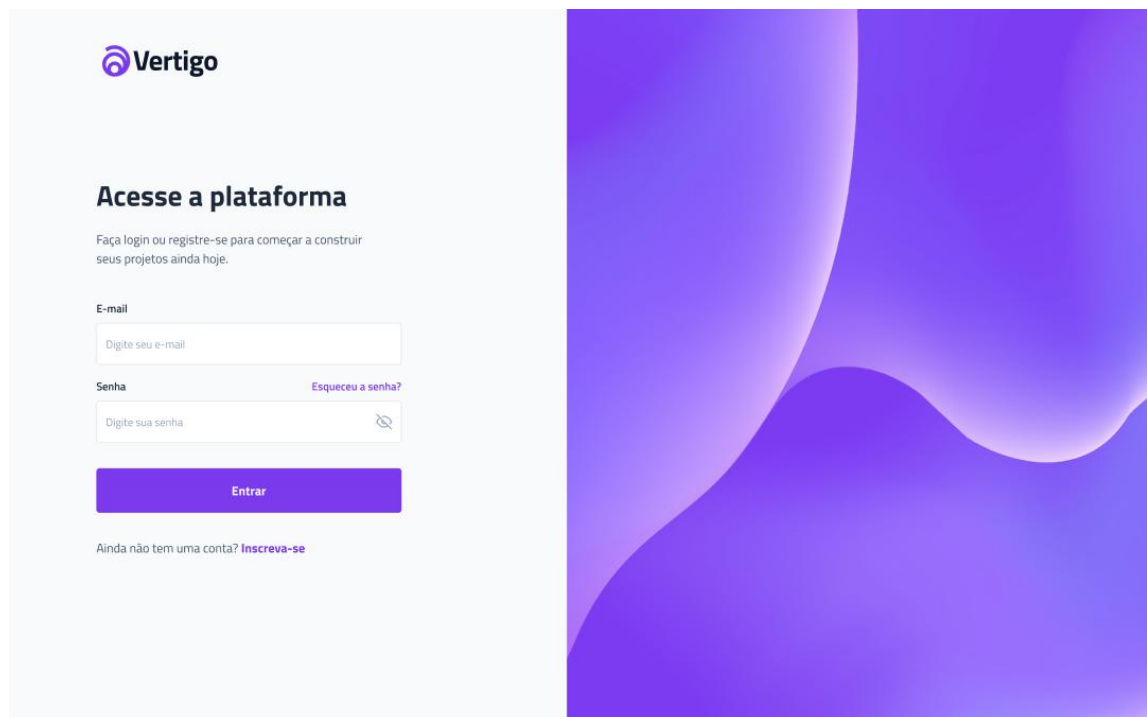 Vertigo
Acesse a plataforma
Faça login ou registre-se para começar a construir
seus projetos ainda hoje.
E-mail
Digite seu e-mail
Senha Esqueceu a senha?
Digite sua senha
Entrar
Ainda não tem uma conta? Inscreva-se